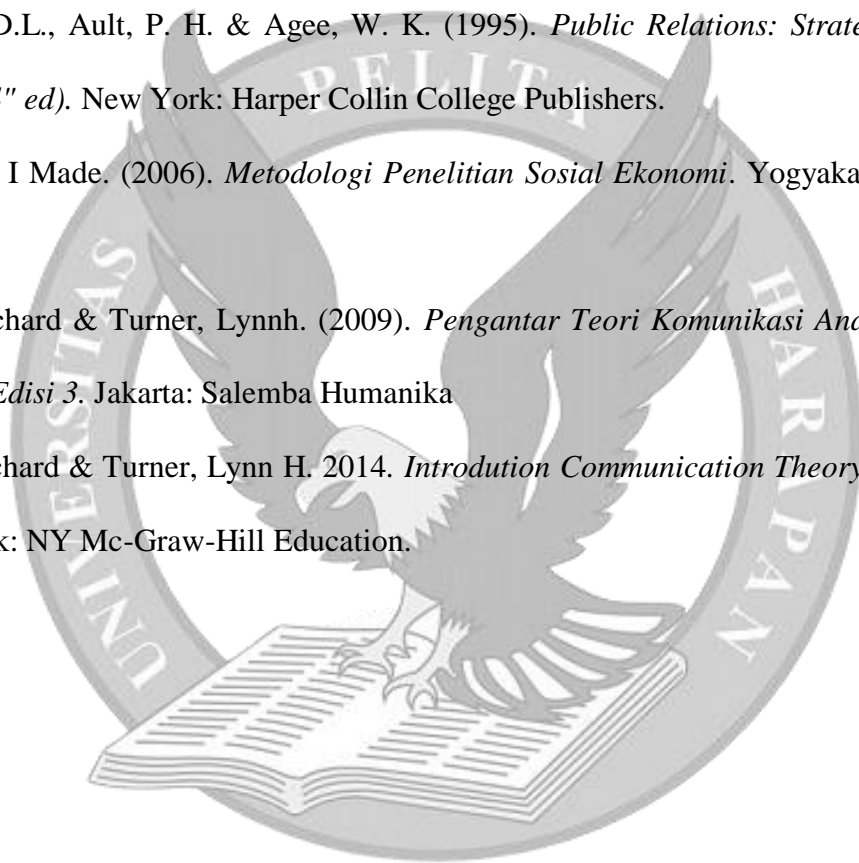 D.L., Ault, P. H. & Agee, W. K. (1995). Public Relations: Strate
" ed). New York: Harper Collin College Publishers.
I Made. (2006). Metodologi Penelitian Sosial Ekonomi. Yogyaka
chard & Turner, Lynnh. (2009). Pengantar Teori Komunikasi Ana
Edisi 3. Jakarta: Salemba Humanika
chard & Turner, Lynn H. 2014. Introdution Communication Theory
k: NY Mc-Graw-Hill Education.
UNIVERSITAS PELITA HARAPAN